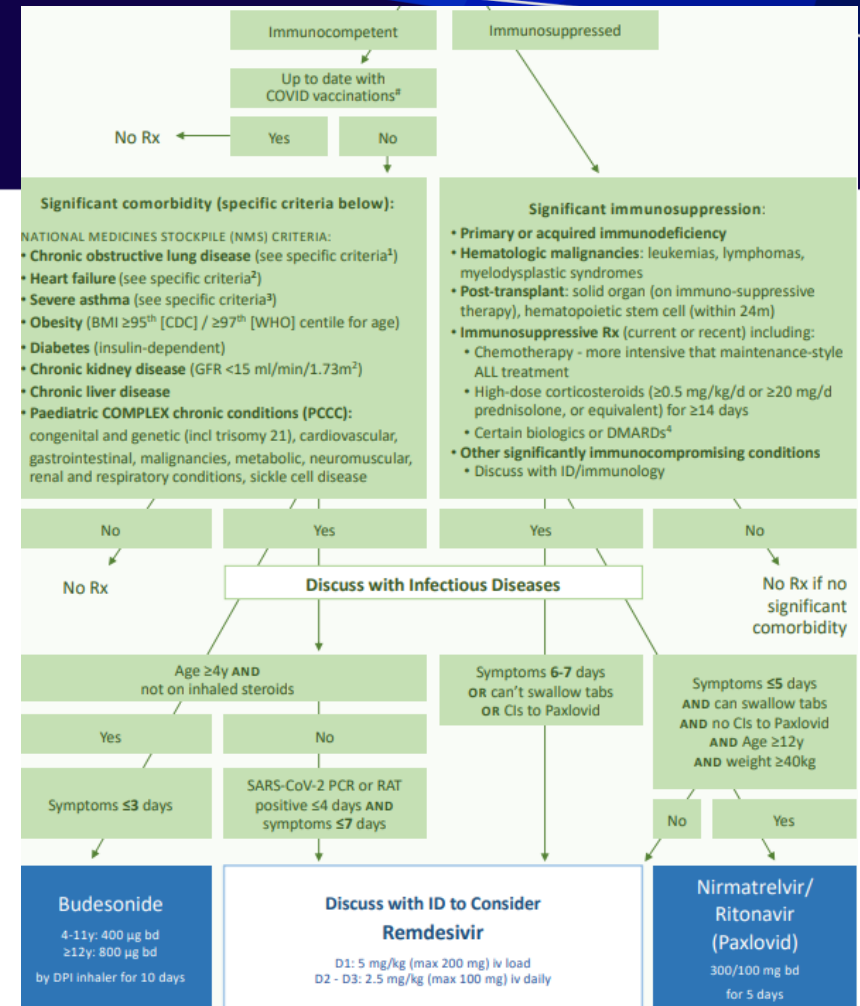 Immunocompetent
Immunosuppressed
Up to date with
COVID vaccinations#
No Rx
Yes
No
Significant comorbidity (specific criteria below):
NATIONAL MEDICINES STOCKPILE (NMS) CRITERIA:
• Chronic obstructive lung disease (see specific criteria¹)
• Heart failure (see specific criteria²)
• Severe asthma (see specific criteria³)
• Obesity (BMI ≥95th [CDC] / ≥97th [WHO] centile for age)
• Diabetes (insulin-dependent)
• Chronic kidney disease (GFR <15 ml/min/1.73m²)
• Chronic liver disease
• Paediatric COMPLEX chronic conditions (PCCC):
congenital and genetic (incl trisomy 21), cardiovascular,
gastrointestinal, malignancies, metabolic, neuromuscular,
renal and respiratory conditions, sickle cell disease
Significant immunosuppression:
• Primary or acquired immunodeficiency
• Hematologic malignancies: leukemias, lymphomas,
myelodysplastic syndromes
• Post-transplant: solid organ (on immuno-suppressive
therapy), hematopoietic stem cell (within 24m)
• Immunosuppressive Rx (current or recent) including:
• Chemotherapy - more intensive that maintenance-style
ALL treatment
• High-dose corticosteroids (≥0.5 mg/kg/d or ≥20 mg/d
prednisolone, or equivalent) for ≥14 days
• Certain biologics or DMARDs⁴
• Other significantly immunocompromising conditions
• Discuss with ID/immunology
No
Yes
Yes
No
No Rx
Discuss with Infectious Diseases
No Rx if no
significant
comorbidity
Age ≥4y AND
not on inhaled steroids
Symptoms 6-7 days
OR can't swallow tabs
OR CIs to Paxlovid
Symptoms ≤5 days
AND can swallow tabs
AND no CIs to Paxlovid
AND Age ≥12y
AND weight ≥40kg
Yes
No
Symptoms ≤3 days
SARS-CoV-2 PCR or RAT
positive ≤4 days AND
symptoms ≤7 days
No
Yes
Budesonide
4-11y: 400 µg bd
≥12y: 800 µg bd
by DPI inhaler for 10 days
Discuss with ID to Consider
Remdesivir
D1: 5 mg/kg (max 200 mg) iv load
D2 - D3: 2.5 mg/kg (max 100 mg) iv daily
Nirmatrelvir/
Ritonavir
(Paxlovid)
300/100 mg bd
for 5 days